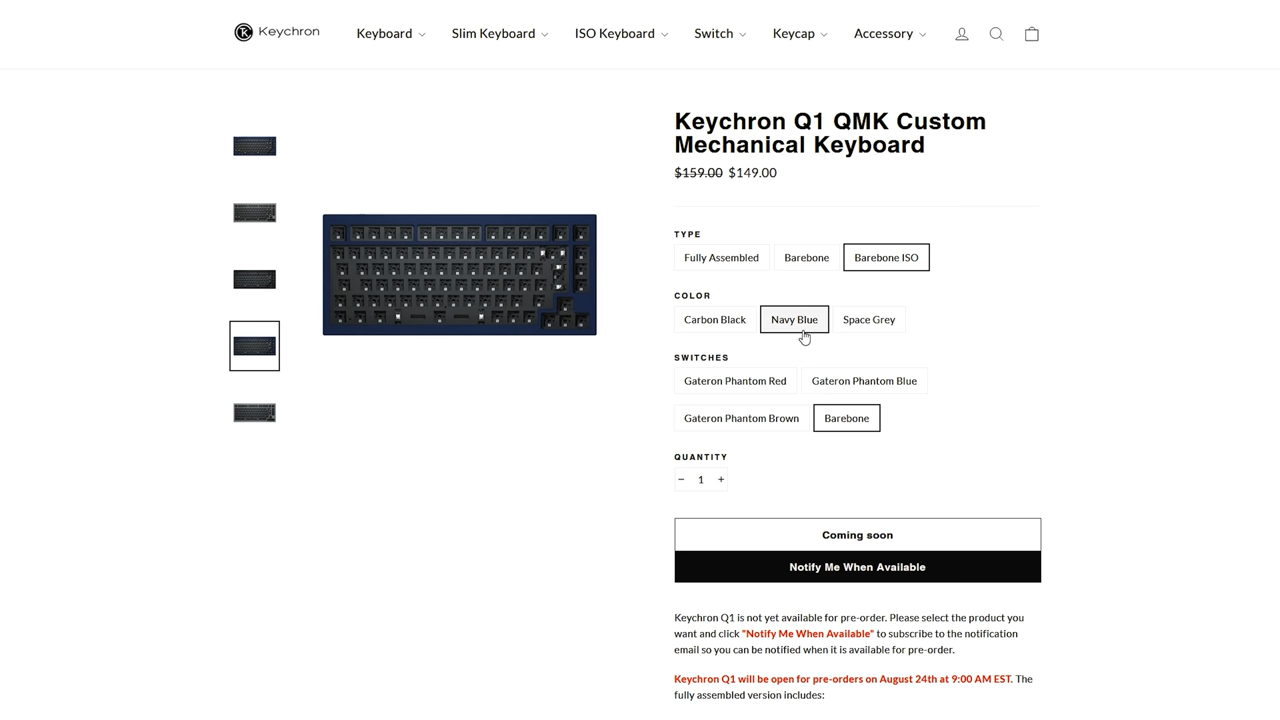 Keychron
Keyboard
Slim Keyboard
ISO Keyboard
Switch
Keycap
Accessory
Keychron Q1 QMK Custom
Mechanical Keyboard
$159.00 $149.00
TYPE
Fully Assembled
Barebone
Barebone ISO
COLOR
Carbon Black
Navy Blue
Space Grey
SWITCHES
Gateron Phantom Red
Gateron Phantom Blue
Gateron Phantom Brown
Barebone
QUANTITY
− 1 +
Coming soon
Notify Me When Available
Keychron Q1 is not yet available for pre-order. Please select the product you
want and click "Notify Me When Available" to subscribe to the notification
email so you can be notified when it is available for pre-order.
Keychron Q1 will be open for pre-orders on August 24th at 9:00 AM EST. The
fully assembled version includes: